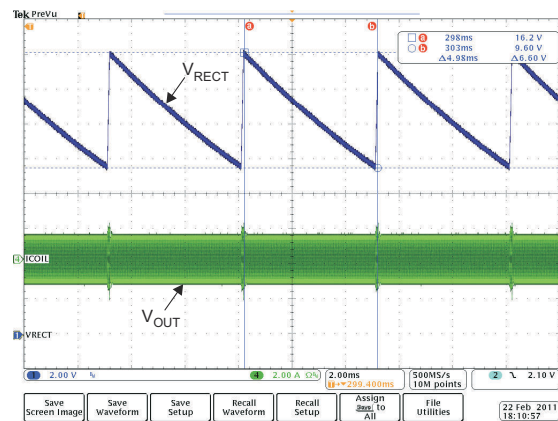 Tek PreVu
a
b
T
a 298ms 16.2 V
b 303ms 9.60 V
Δ4.98ms Δ6.60 V
VRECT
4 ICOIL
VOUT
1 VRECT
1 2.00 V
4 2.00 A Ω
2.00ms
T→▼299.400ms
500MS/s
10M points
2 2.10 V
Save Screen Image
Save Waveform
Save Setup
Recall Waveform
Recall Setup
Assign Save to All
File Utilities
22 Feb 2011
18:10:57